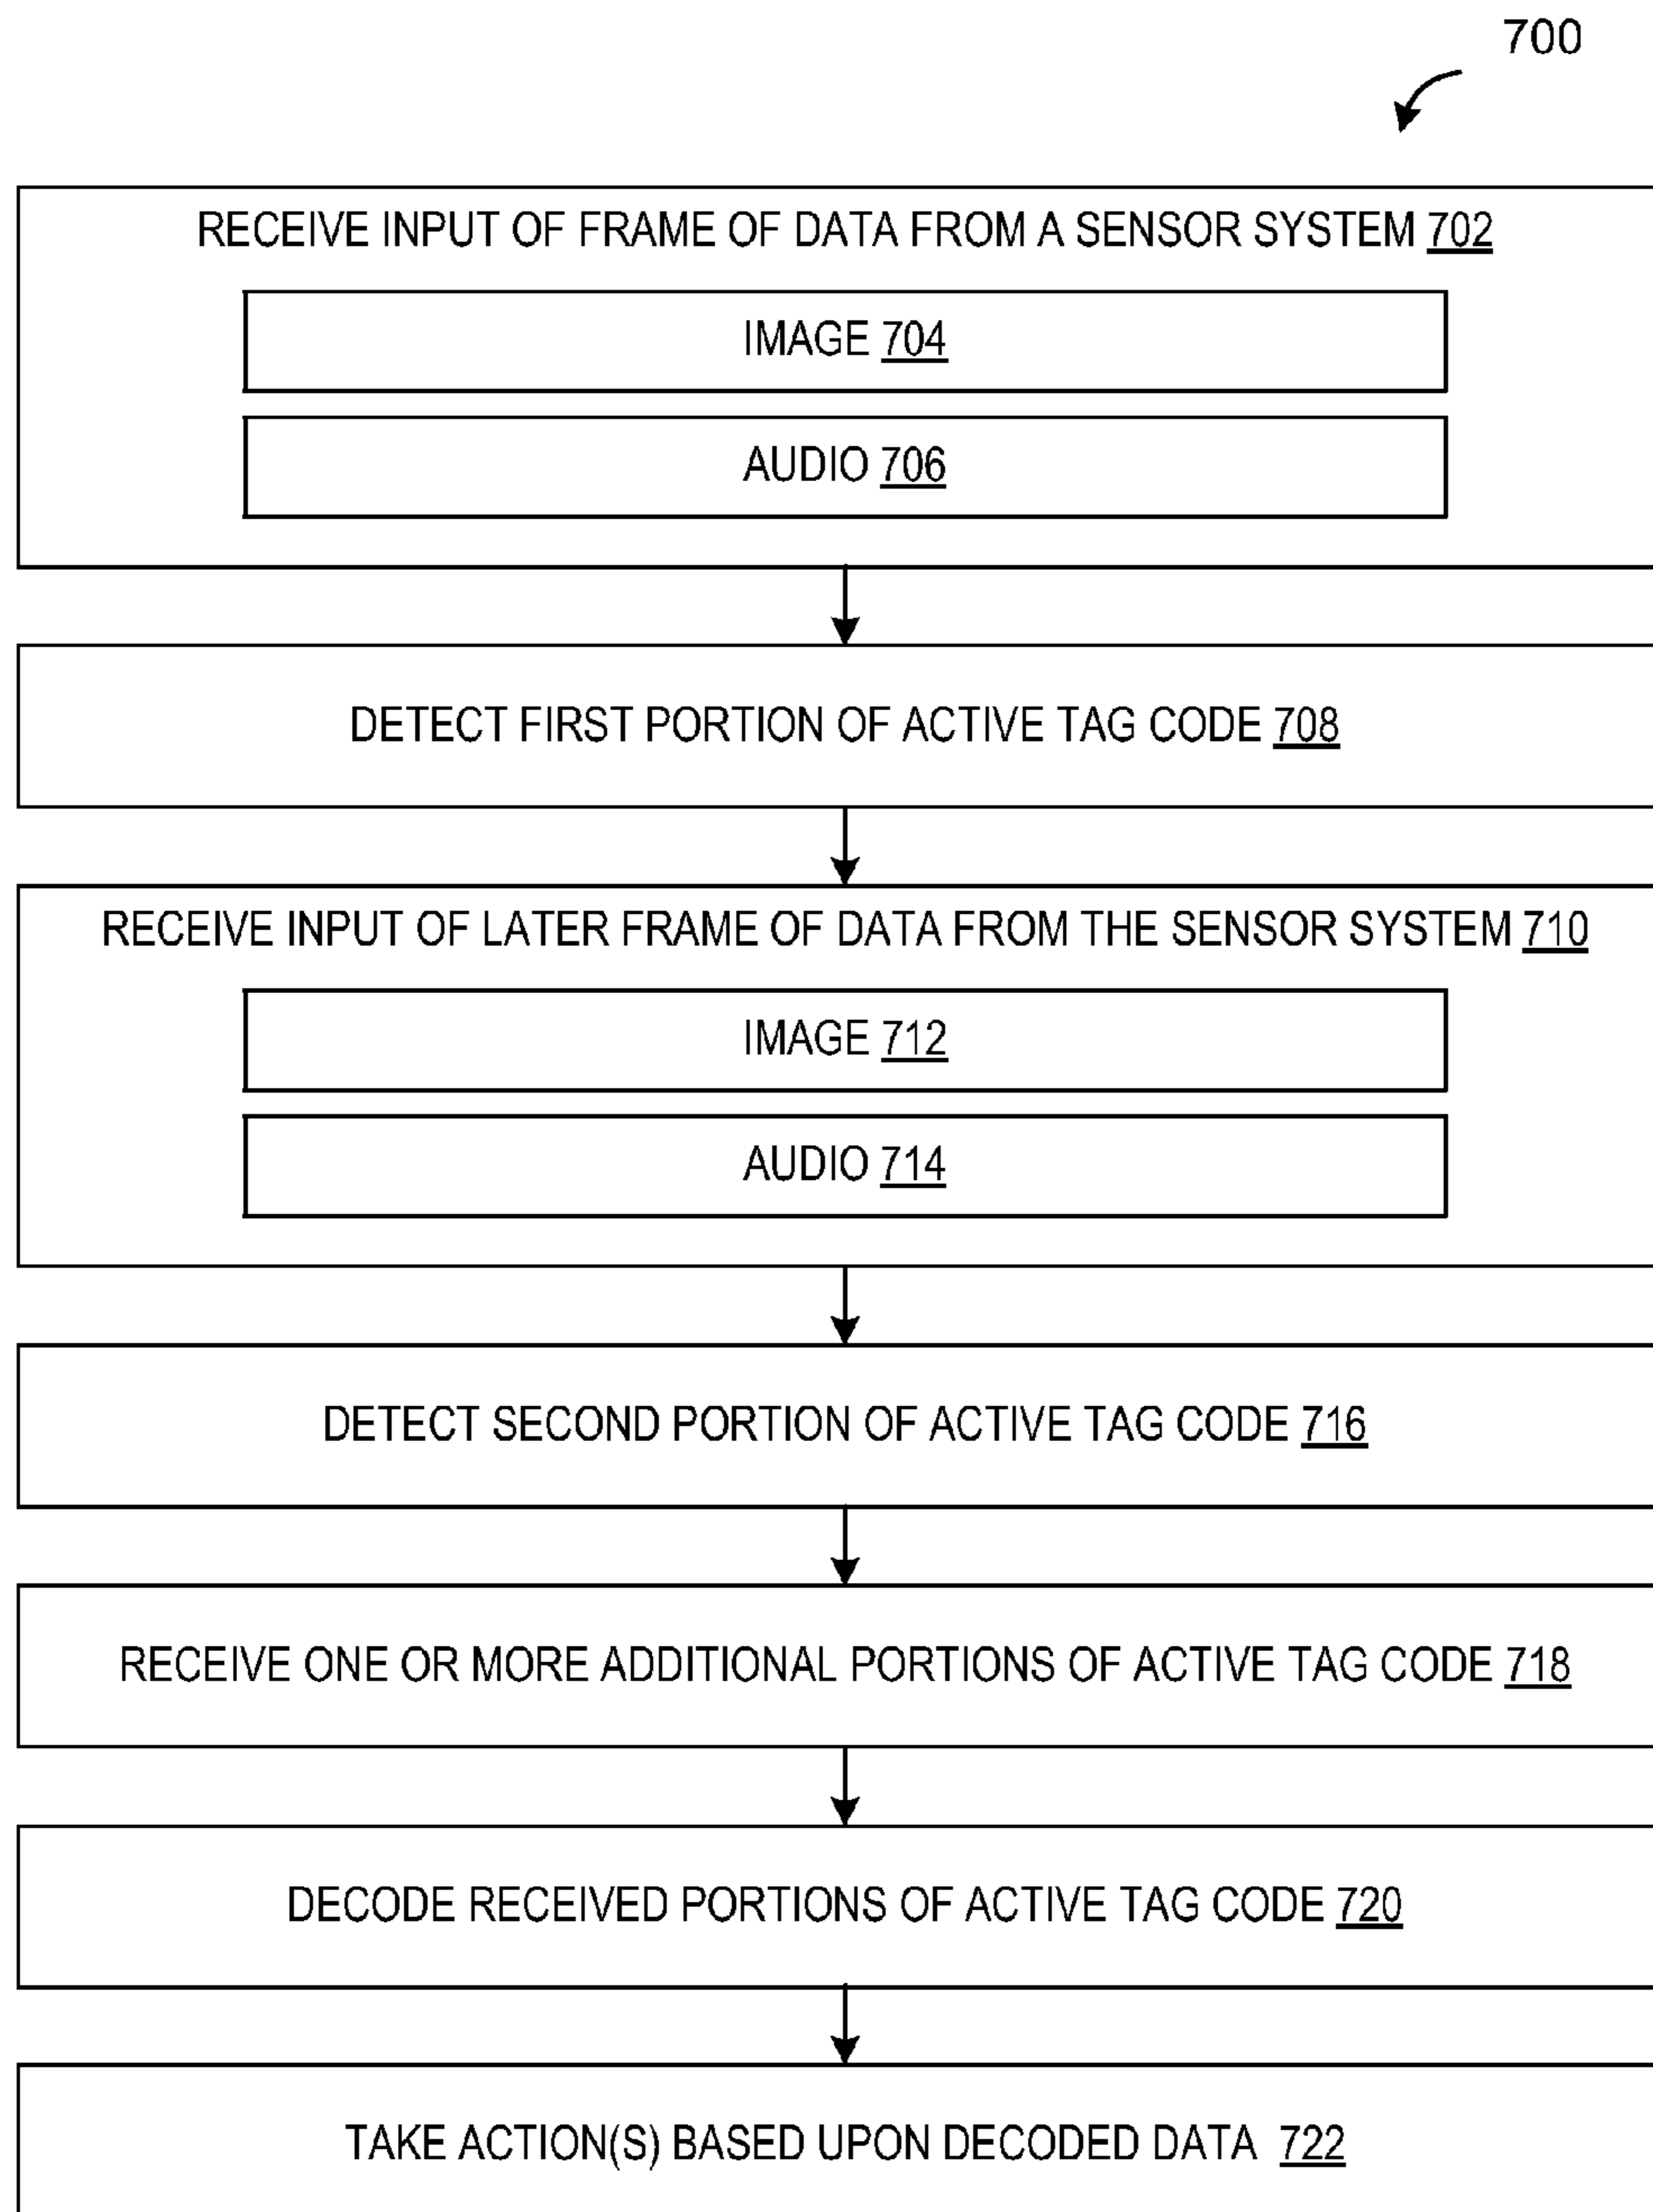 700
RECEIVE INPUT OF FRAME OF DATA FROM A SENSOR SYSTEM 702
IMAGE 704
AUDIO 706
DETECT FIRST PORTION OF ACTIVE TAG CODE 708
RECEIVE INPUT OF LATER FRAME OF DATA FROM THE SENSOR SYSTEM 710
IMAGE 712
AUDIO 714
DETECT SECOND PORTION OF ACTIVE TAG CODE 716
RECEIVE ONE OR MORE ADDITIONAL PORTIONS OF ACTIVE TAG CODE 718
DECODE RECEIVED PORTIONS OF ACTIVE TAG CODE 720
TAKE ACTION(S) BASED UPON DECODED DATA 722